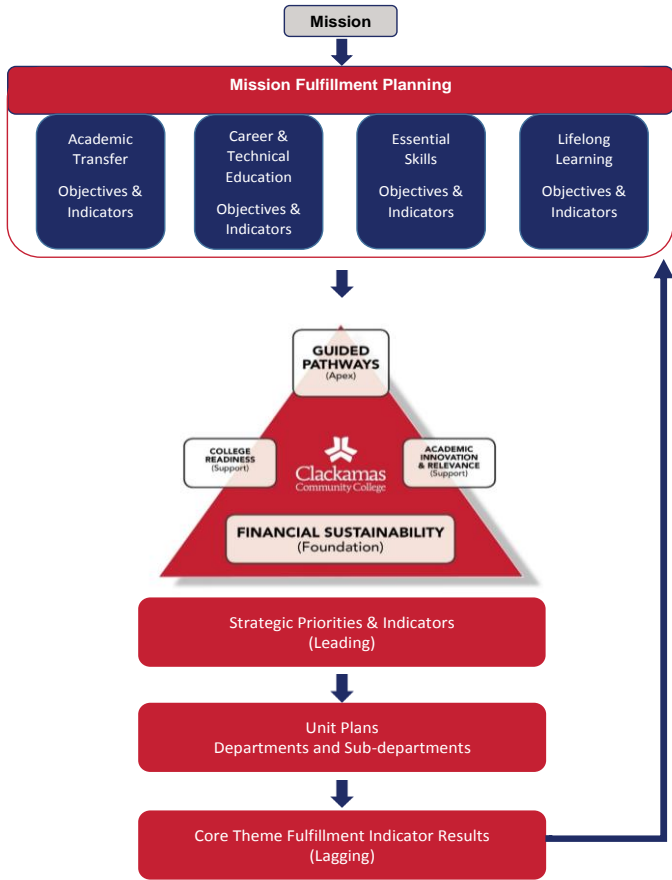 Mission
Mission Fulfillment Planning
Academic
Transfer
Objectives &
Indicators
Career &
Technical
Education
Objectives &
Indicators
Essential
Skills
Objectives &
Indicators
Lifelong
Learning
Objectives &
Indicators
GUIDED
PATHWAYS
(Apex)
COLLEGE
READINESS
(Support)
Clackamas
Community College
ACADEMIC
INNOVATION
& RELEVANCE
(Support)
FINANCIAL SUSTAINABILITY
(Foundation)
Strategic Priorities & Indicators
(Leading)
Unit Plans
Departments and Sub-departments
Core Theme Fulfillment Indicator Results
(Lagging)